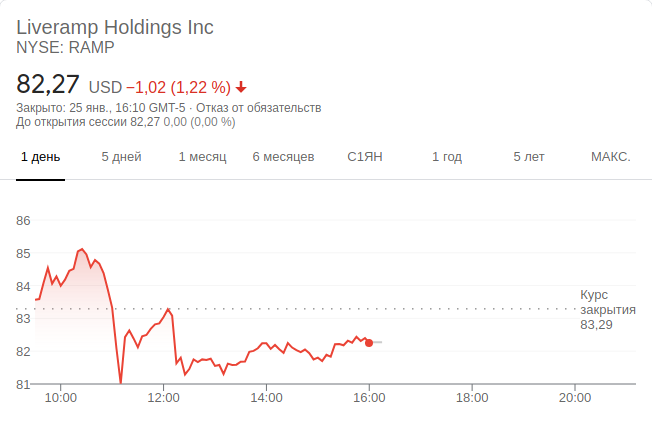 Liveramp Holdings Inc
NYSE: RAMP
82,27 USD −1,02 (1,22 %)
Закрыто: 25 янв., 16:10 GMT-5 · Отказ от обязательств
До открытия сессии 82,27 0,00 (0,00 %)
1 день 5 дней 1 месяц 6 месяцев С1ЯН 1 год 5 лет МАКС.
86
85
84
83
82
81
Курс
закрытия
83,29
10:00 12:00 14:00 16:00 18:00 20:00